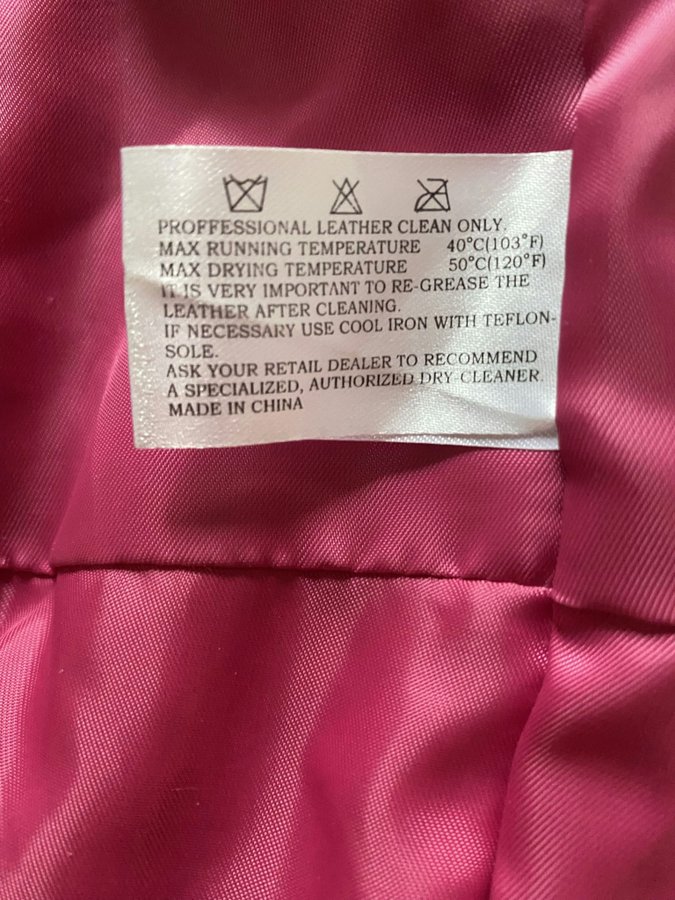 PROFFESSIONAL LEATHER CLEAN ONLY.
MAX RUNNING TEMPERATURE 40°C(103°F)
MAX DRYING TEMPERATURE 50°C(120°F)
IT IS VERY IMPORTANT TO RE-GREASE THE
LEATHER AFTER CLEANING.
IF NECESSARY USE COOL IRON WITH TEFLON-
SOLE.
ASK YOUR RETAIL DEALER TO RECOMMEND
A SPECIALIZED, AUTHORIZED DRY-CLEANER.
MADE IN CHINA